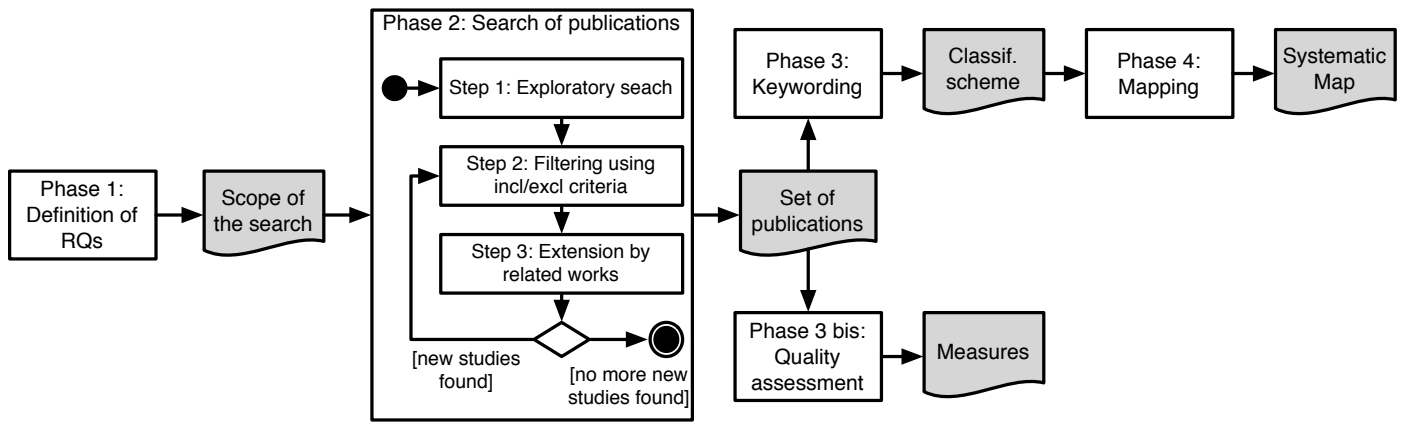 Phase 1:
Definition of
RQs
Scope of
the search
Phase 2: Search of publications
Step 1: Exploratory seach
Step 2: Filtering using
incl/excl criteria
Step 3: Extension by
related works
[new studies
found]
[no more new
studies found]
Set of
publications
Phase 3:
Keywording
Classif.
scheme
Phase 4:
Mapping
Systematic
Map
Phase 3 bis:
Quality
assessment
Measures